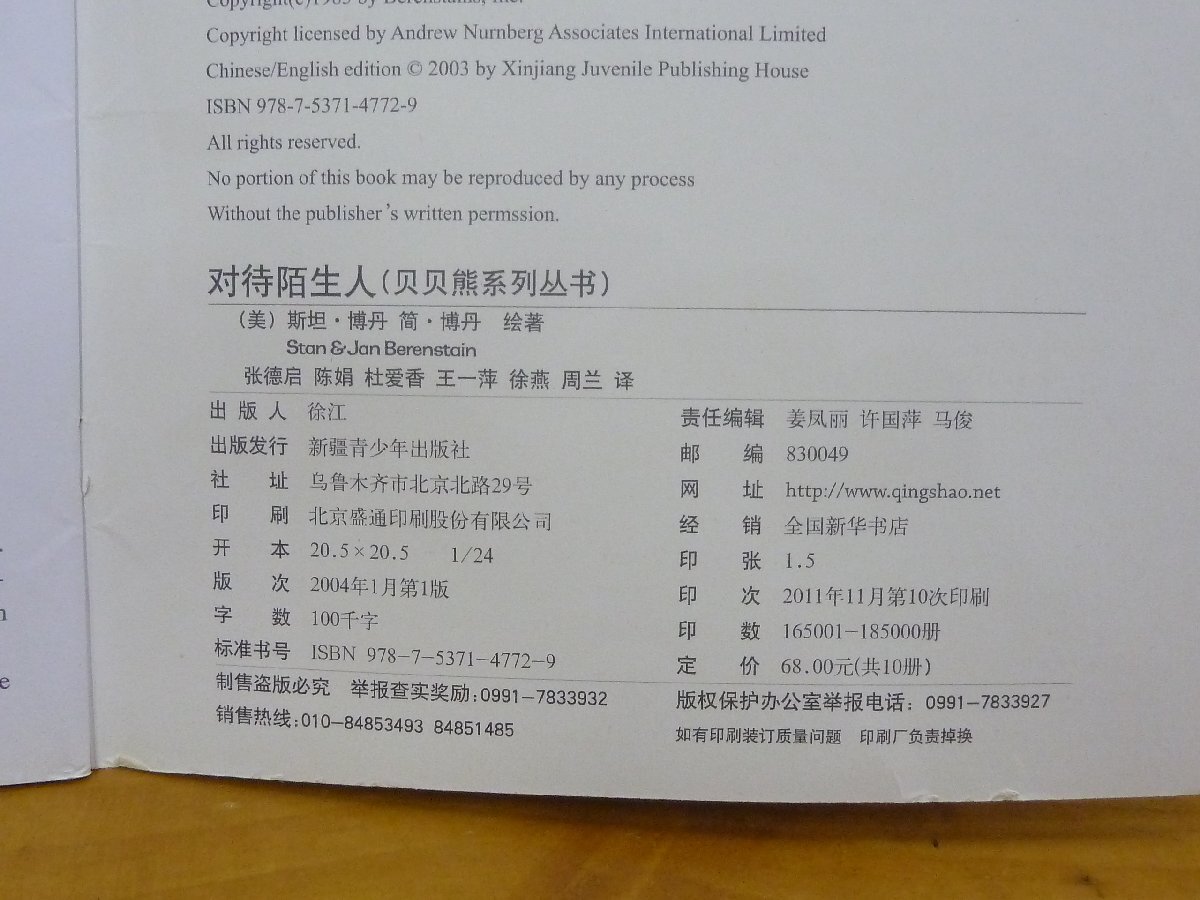 Copyright(c)1985 by Berenstains, Inc.
Copyright licensed by Andrew Nurnberg Associates International Limited
Chinese/English edition © 2003 by Xinjiang Juvenile Publishing House
ISBN 978-7-5371-4772-9
All rights reserved.
No portion of this book may be reproduced by any process
Without the publisher's written permssion.
对待陌生人(贝贝熊系列丛书)
(美) 斯坦·博丹 简·博丹 绘著
Stan & Jan Berenstain
张德启 陈娟 杜爱香 王一萍 徐燕 周兰 译
出 版 人 徐江
出版发行 新疆青少年出版社
社 址 乌鲁木齐市北京北路29号
印 刷 北京盛通印刷股份有限公司
开 本 20.5×20.5 1/24
版 次 2004年1月第1版
字 数 100千字
标准书号 ISBN 978-7-5371-4772-9
制售盗版必究 举报查实奖励:0991-7833932
销售热线:010-84853493 84851485
责任编辑 姜凤丽 许国萍 马俊
邮 编 830049
网 址 http://www.qingshao.net
经 销 全国新华书店
印 张 1.5
印 次 2011年11月第10次印刷
印 数 165001-185000册
定 价 68.00元(共10册)
版权保护办公室举报电话: 0991-7833927
如有印刷装订质量问题 印刷厂负责掉换